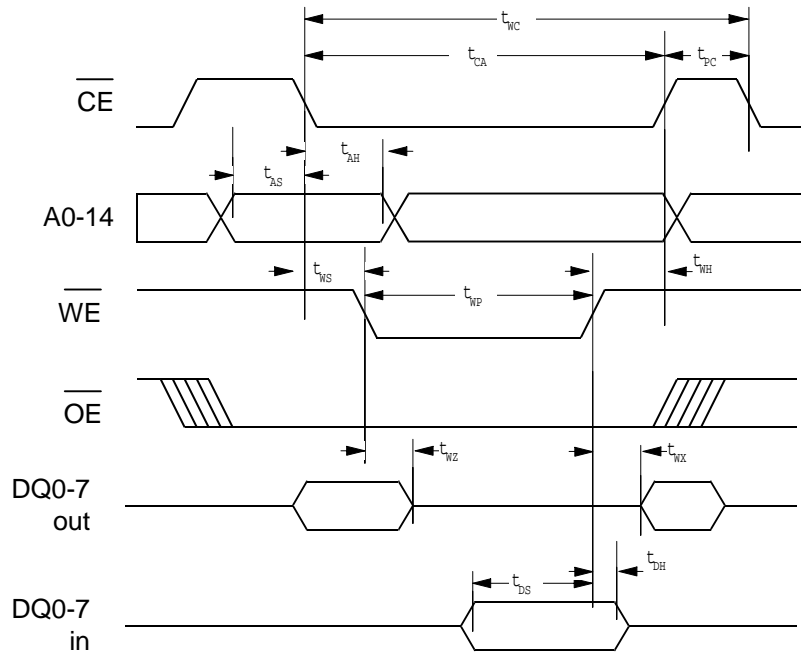 t_WC
t_CA t_PC
CE
t_AH
t_AS
A0-14
t_WS t_WH
WE t_WP
OE
t_WZ t_WX
DQ0-7
out
t_DS t_DH
DQ0-7
in